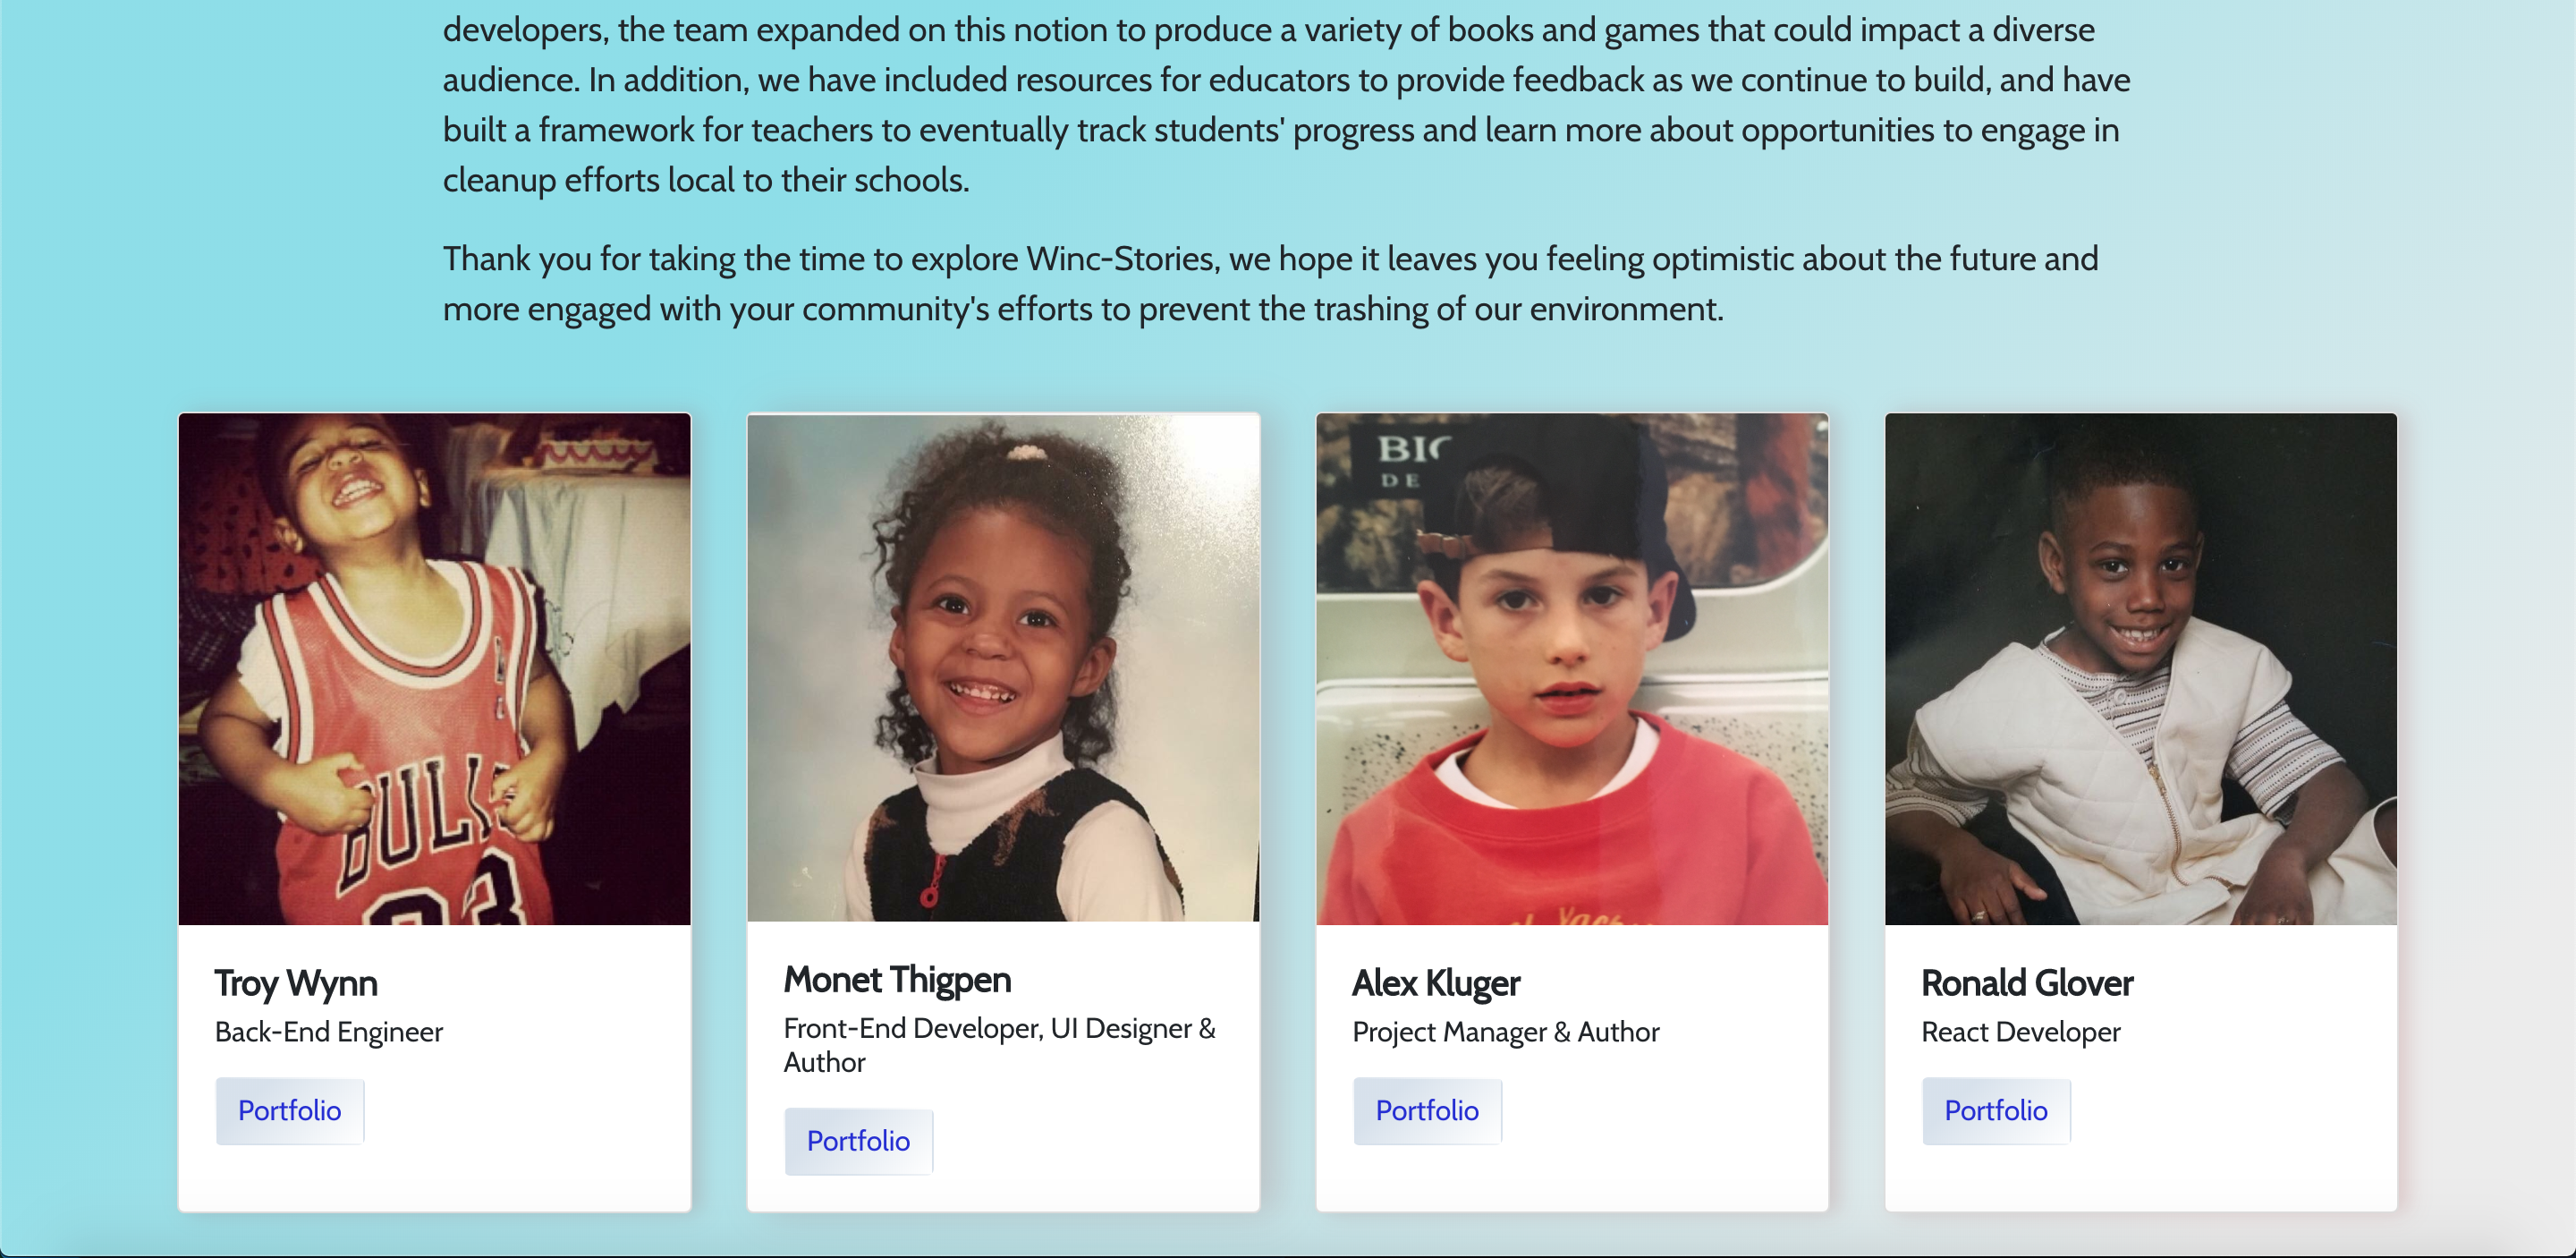 developers, the team expanded on this notion to produce a variety of books and games that could impact a diverse
audience. In addition, we have included resources for educators to provide feedback as we continue to build, and have
built a framework for teachers to eventually track students' progress and learn more about opportunities to engage in
cleanup efforts local to their schools.
Thank you for taking the time to explore Winc-Stories, we hope it leaves you feeling optimistic about the future and
more engaged with your community's efforts to prevent the trashing of our environment.
BIG
DE
BULLS
23
Troy Wynn
Back-End Engineer
Portfolio
Monet Thigpen
Front-End Developer, UI Designer &
Author
Portfolio
Alex Kluger
Project Manager & Author
Portfolio
Ronald Glover
React Developer
Portfolio